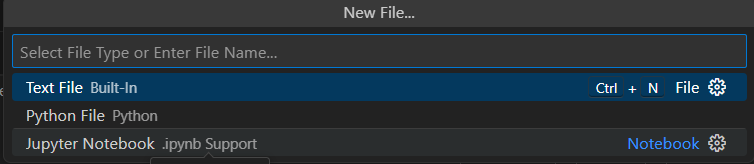 New File...
Select File Type or Enter File Name...
Text File Built-In Ctrl + N File
Python File Python
Jupyter Notebook .ipynb Support Notebook